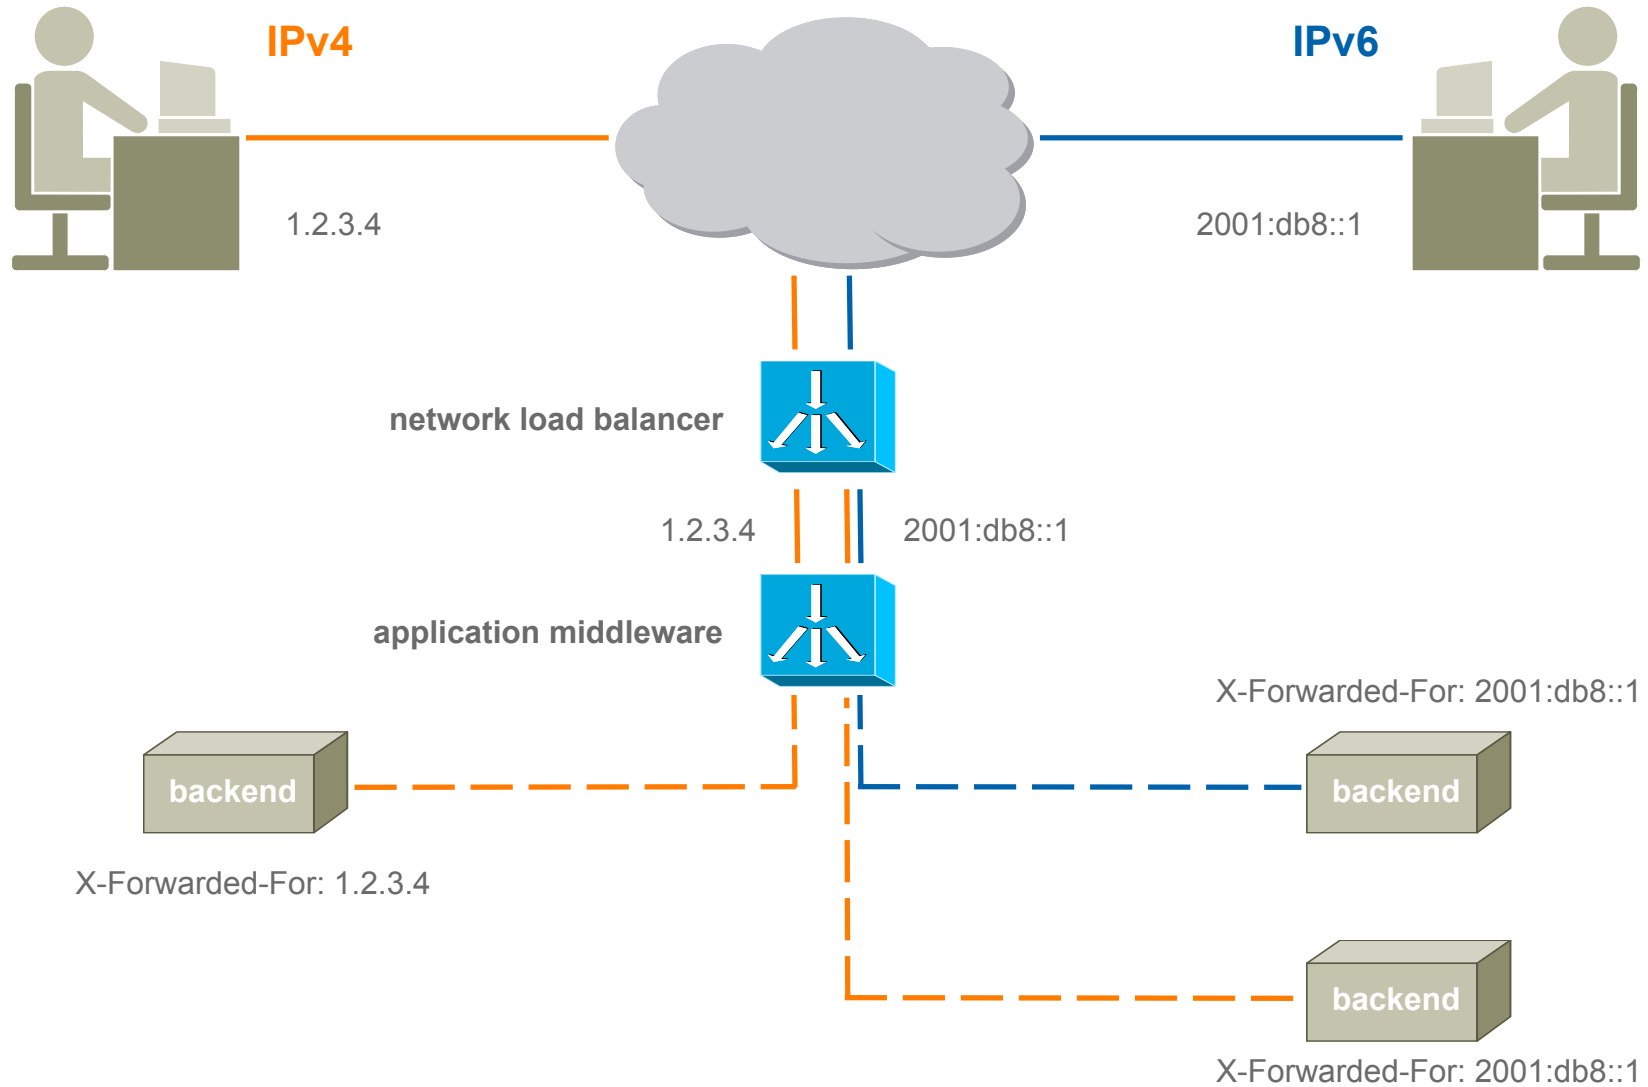 IPv4
IPv6
1.2.3.4
2001:db8::1
network load balancer
1.2.3.4
2001:db8::1
application middleware
X-Forwarded-For: 2001:db8::1
backend
backend
X-Forwarded-For: 1.2.3.4
backend
X-Forwarded-For: 2001:db8::1